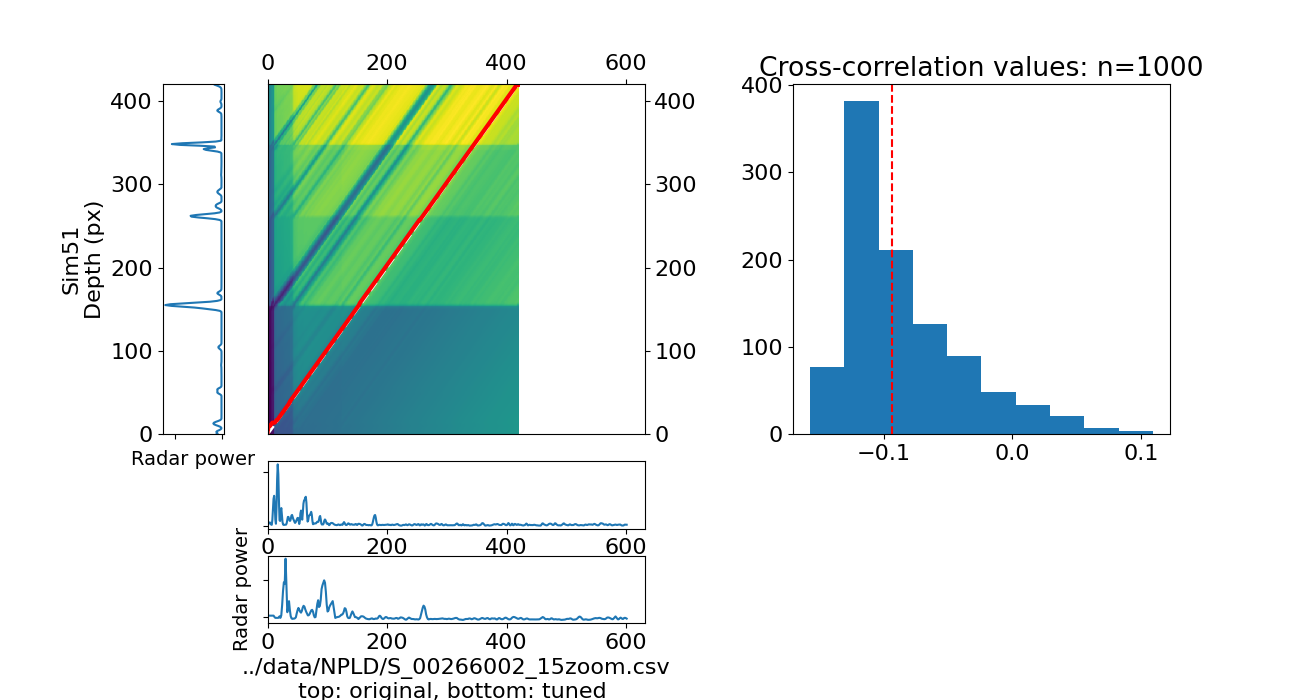 0 200 400 600
Cross-correlation values: n=1000
400
300
200
100
0
Sim51
Depth (px)
Radar power
400
300
200
100
0
400
300
200
100
0
−0.1 0.0 0.1
0 200 400 600
Radar power
0 200 400 600
../data/NPLD/S_00266002_15zoom.csv
top: original, bottom: tuned